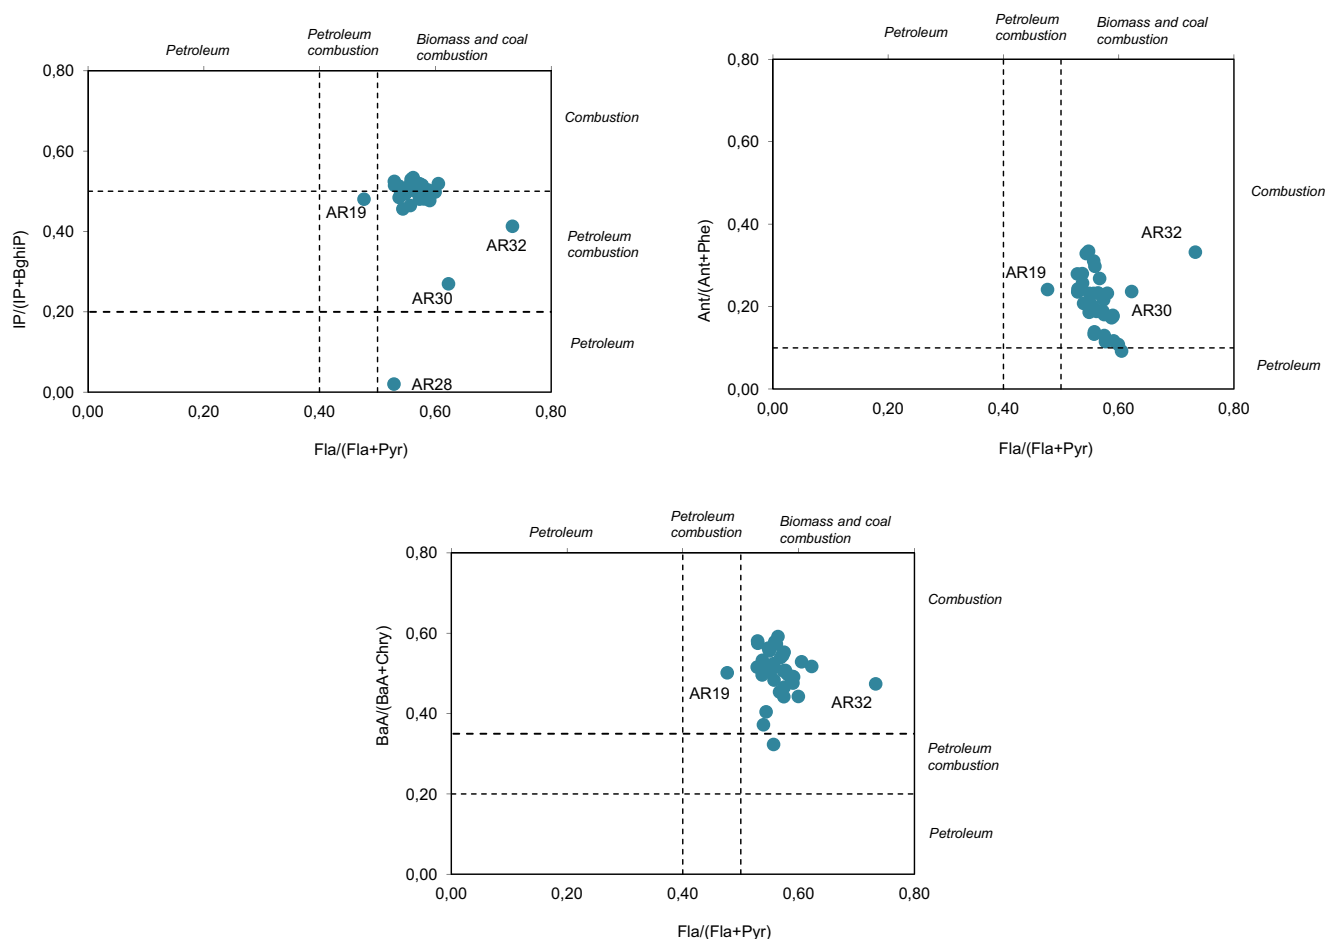 Petroleum
Petroleum
combustion
Biomass and coal
combustion
0,80
0,60
0,40
0,20
0,00
IP/(IP+BghiP)
AR19
AR32
AR30
AR28
Combustion
Petroleum
combustion
Petroleum
0,00
0,20
0,40
0,60
0,80
Fla/(Fla+Pyr)
Petroleum
Petroleum
combustion
Biomass and coal
combustion
0,80
0,60
0,40
0,20
0,00
Ant/(Ant+Phe)
AR32
AR19
AR30
Combustion
Petroleum
0,00
0,20
0,40
0,60
0,80
Fla/(Fla+Pyr)
Petroleum
Petroleum
combustion
Biomass and coal
combustion
0,80
0,60
0,40
0,20
0,00
BaA/(BaA+Chry)
AR19
AR32
Combustion
Petroleum
combustion
Petroleum
0,00
0,20
0,40
0,60
0,80
Fla/(Fla+Pyr)